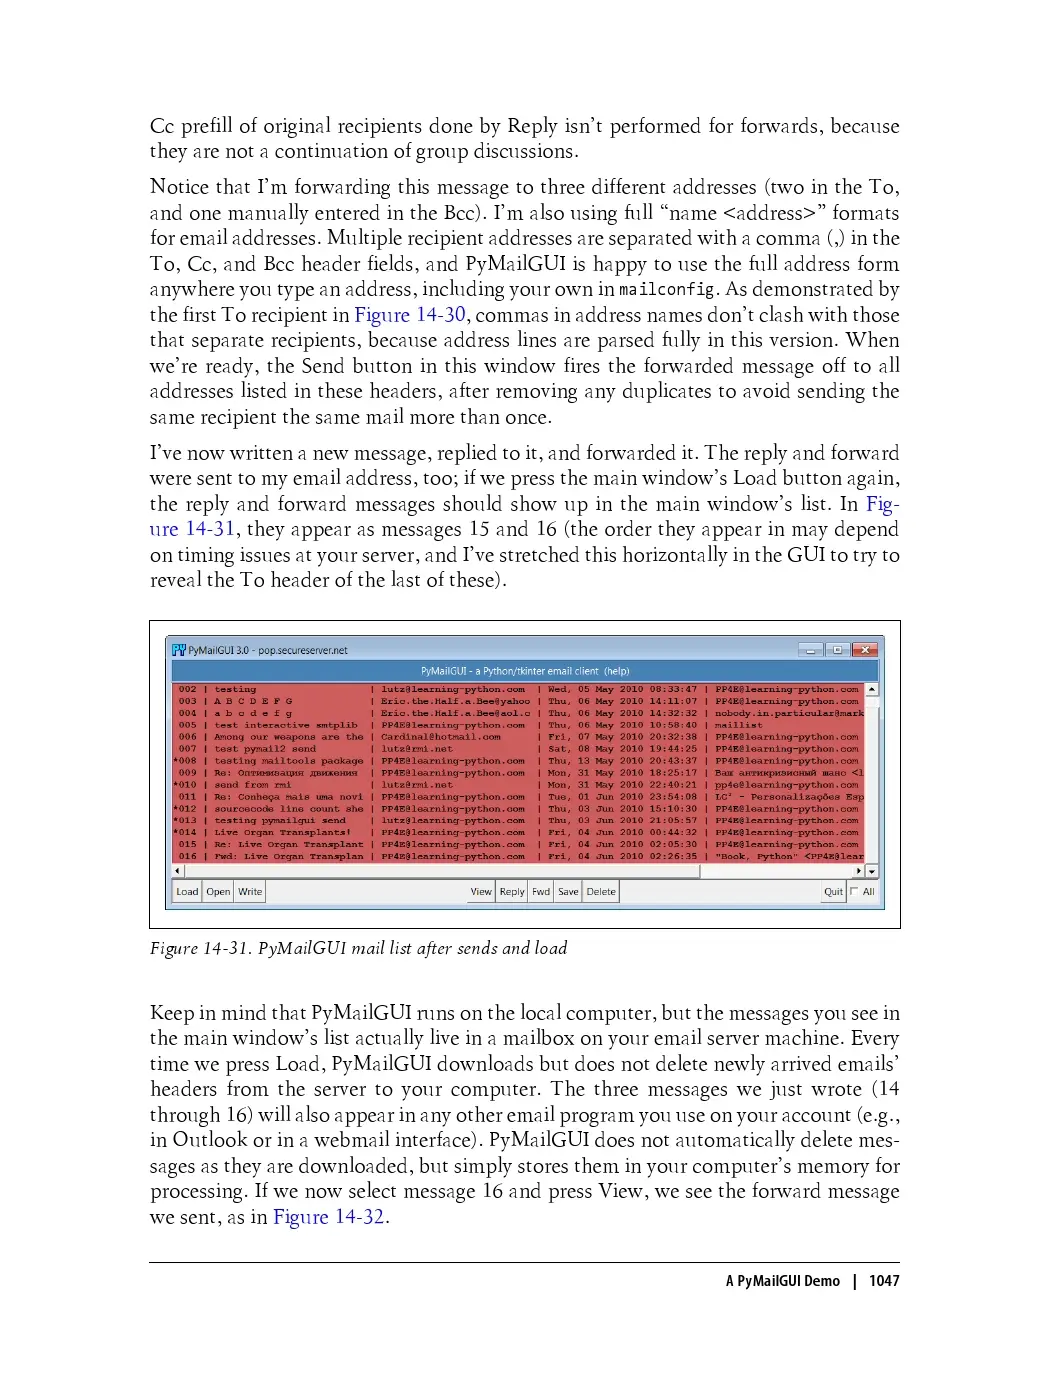 Cc prefill of original recipients done by Reply isn’t performed for forwards, because
they are not a continuation of group discussions.
Notice that I’m forwarding this message to three different addresses (two in the To,
and one manually entered in the Bcc). I’m also using full “name <address>” formats
for email addresses. Multiple recipient addresses are separated with a comma (,) in the
To, Cc, and Bcc header fields, and PyMailGUI is happy to use the full address form
anywhere you type an address, including your own in mailconfig. As demonstrated by
the first To recipient in Figure 14-30, commas in address names don’t clash with those
that separate recipients, because address lines are parsed fully in this version. When
we’re ready, the Send button in this window fires the forwarded message off to all
addresses listed in these headers, after removing any duplicates to avoid sending the
same recipient the same mail more than once.
I’ve now written a new message, replied to it, and forwarded it. The reply and forward
were sent to my email address, too; if we press the main window’s Load button again,
the reply and forward messages should show up in the main window’s list. In Fig-
ure 14-31, they appear as messages 15 and 16 (the order they appear in may depend
on timing issues at your server, and I’ve stretched this horizontally in the GUI to try to
reveal the To header of the last of these).
PyMailGUI 3.0 - pop.secureserver.net
PyMailGUI - a Python/tkinter email client (help)
002 | testing | lutz@learning-python.com | Wed, 05 May 2010 08:33:47 | PP4E@learning-python.com
003 | A B C D E F G | Eric.the.Half.a.Bee@yahoo | Thu, 06 May 2010 14:11:07 | PP4E@learning-python.com
004 | a b c d e f g | Eric.the.Half.a.Bee@aol.c | Thu, 06 May 2010 14:32:32 | nobody.in.particular@mark
005 | test interactive smtplib | PP4E@learning-python.com | Thu, 06 May 2010 10:58:40 | maillist
006 | Among our weapons are the | Cardinal@hotmail.com | Fri, 07 May 2010 20:32:38 | PP4E@learning-python.com
007 | test pymail2 send | lutz@rmi.net | Sat, 08 May 2010 19:44:25 | PP4E@learning-python.com
*008 | testing mailtools package | PP4E@learning-python.com | Thu, 13 May 2010 20:43:37 | PP4E@learning-python.com
009 | Re: Оптимизация движения | PP4E@learning-python.com | Mon, 31 May 2010 18:25:17 | Ваш антикризисный шанс <l
*010 | send from rmi | lutz@rmi.net | Mon, 31 May 2010 22:40:21 | pp4e@learning-python.com
011 | Re: Conheça mais uma novi | PP4E@learning-python.com | Tue, 01 Jun 2010 23:54:08 | LC² - Personalizações Esp
*012 | sourcecode line count she | PP4E@learning-python.com | Thu, 03 Jun 2010 15:10:30 | PP4E@learning-python.com
*013 | testing pymailgui send | lutz@learning-python.com | Thu, 03 Jun 2010 21:05:57 | PP4E@learning-python.com
*014 | Live Organ Transplants! | PP4E@learning-python.com | Fri, 04 Jun 2010 00:44:32 | PP4E@learning-python.com
015 | Re: Live Organ Transplant | PP4E@learning-python.com | Fri, 04 Jun 2010 02:05:30 | PP4E@learning-python.com
016 | Fwd: Live Organ Transplan | PP4E@learning-python.com | Fri, 04 Jun 2010 02:26:35 | "Book, Python" <PP4E@lear
Load Open Write View Reply Fwd Save Delete Quit All
Figure 14-31. PyMailGUI mail list after sends and load
Keep in mind that PyMailGUI runs on the local computer, but the messages you see in
the main window’s list actually live in a mailbox on your email server machine. Every
time we press Load, PyMailGUI downloads but does not delete newly arrived emails’
headers from the server to your computer. The three messages we just wrote (14
through 16) will also appear in any other email program you use on your account (e.g.,
in Outlook or in a webmail interface). PyMailGUI does not automatically delete mes-
sages as they are downloaded, but simply stores them in your computer’s memory for
processing. If we now select message 16 and press View, we see the forward message
we sent, as in Figure 14-32.
A PyMailGUI Demo | 1047